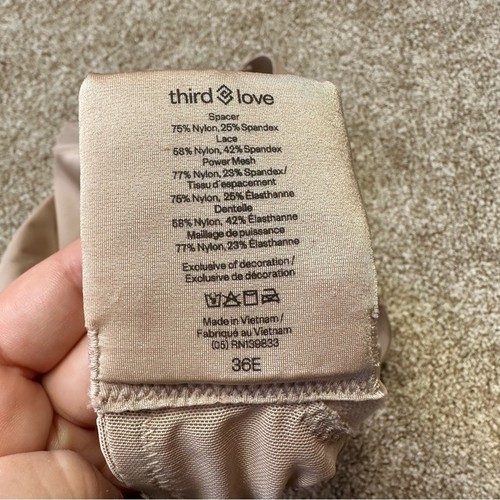 third love
Spacer
75% Nylon, 25% Spandex
Lace
58% Nylon, 42% Spandex
Power Mesh
77% Nylon, 23% Spandex/
Tissu d'espacement
75% Nylon, 25% Élasthanne
Dentelle
58% Nylon, 42% Élasthanne
Maillage de puissance
77% Nylon, 23% Élasthanne
Exclusive of decoration/
Exclusive de décoration
Made in Vietnam/
Fabriqué au Vietnam
(05) RN139833
36E